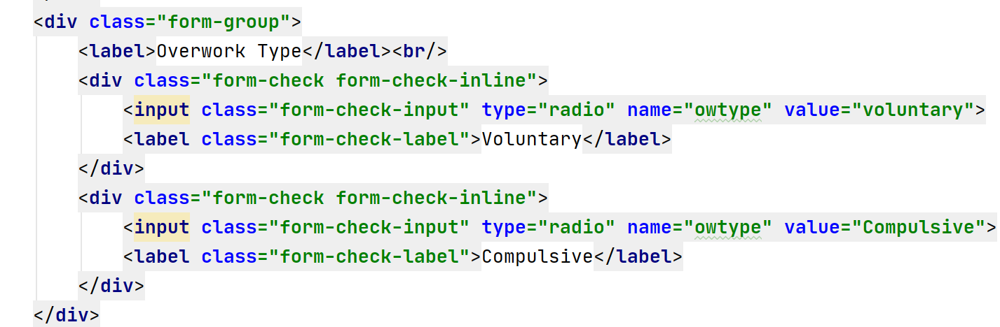 <div class="form-group">
<label>Overwork Type</label><br/>
<div class="form-check form-check-inline">
<input class="form-check-input" type="radio" name="owtype" value="voluntary">
<label class="form-check-label">Voluntary</label>
</div>
<div class="form-check form-check-inline">
<input class="form-check-input" type="radio" name="owtype" value="Compulsive">
<label class="form-check-label">Compulsive</label>
</div>
</div>